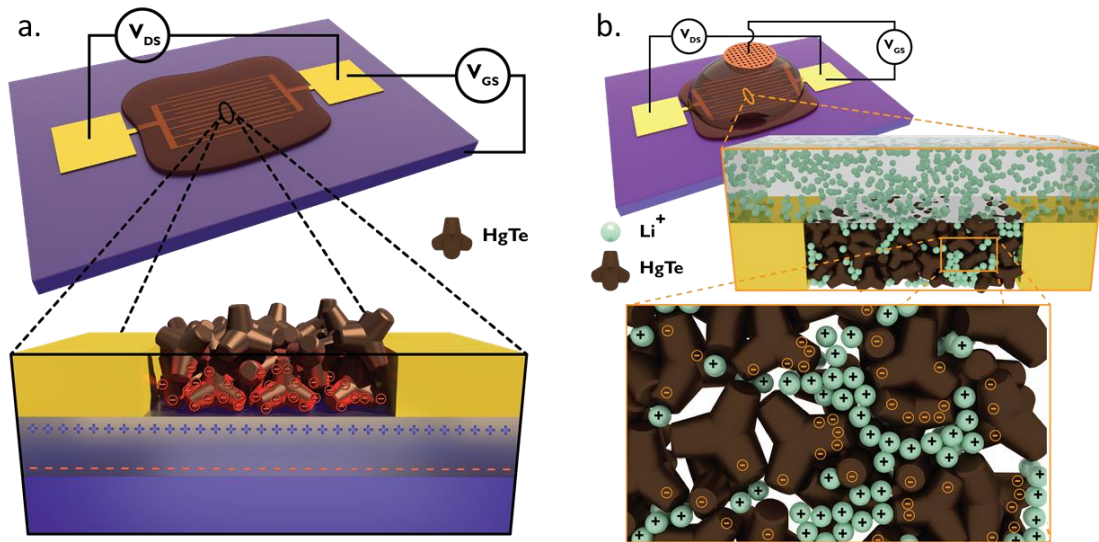 a.
V_DS
V_GS
HgTe
b.
V_DS
V_GS
Li^+
HgTe